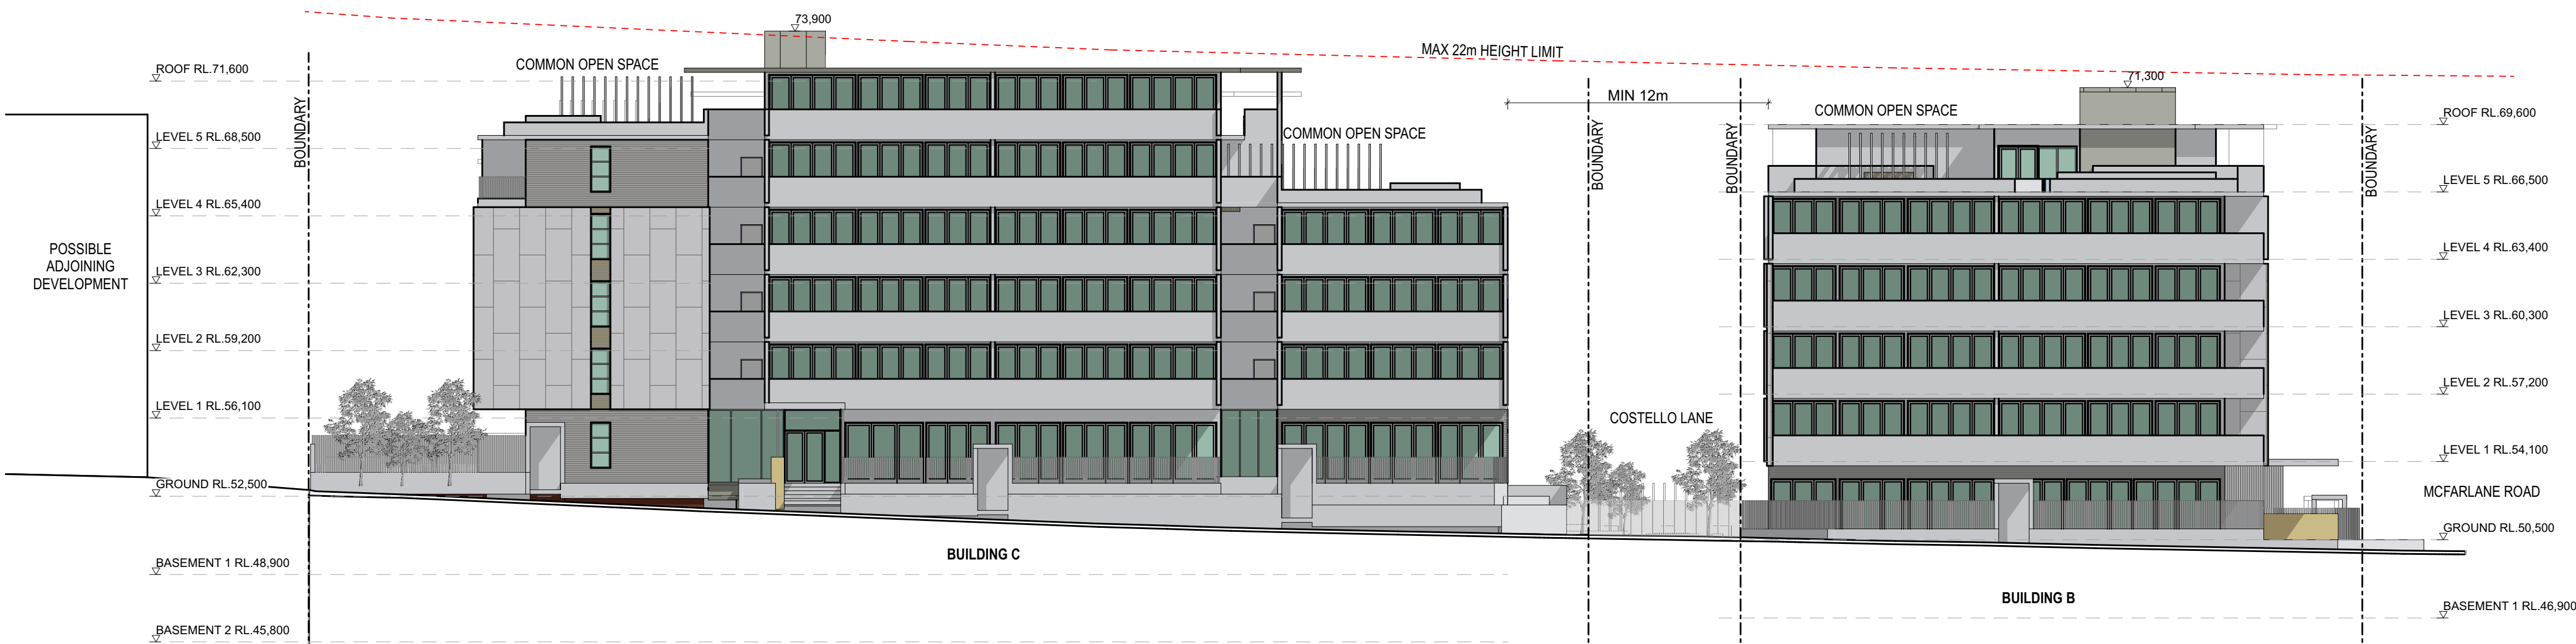 73,900
MAX 22m HEIGHT LIMIT
ROOF RL.71,600
COMMON OPEN SPACE
71,300
MIN 12m
COMMON OPEN SPACE
ROOF RL.69,600
BOUNDARY
LEVEL 5 RL.68,500
COMMON OPEN SPACE
BOUNDARY
BOUNDARY
BOUNDARY
LEVEL 5 RL.66,500
LEVEL 4 RL.65,400
POSSIBLE
ADJOINING
DEVELOPMENT
LEVEL 4 RL.63,400
LEVEL 3 RL.62,300
LEVEL 3 RL.60,300
LEVEL 2 RL.59,200
LEVEL 2 RL.57,200
LEVEL 1 RL.56,100
COSTELLO LANE
LEVEL 1 RL.54,100
GROUND RL.52,500
MCFARLANE ROAD
GROUND RL.50,500
BUILDING C
BASEMENT 1 RL.48,900
BUILDING B
BASEMENT 1 RL.46,900
BASEMENT 2 RL.45,800